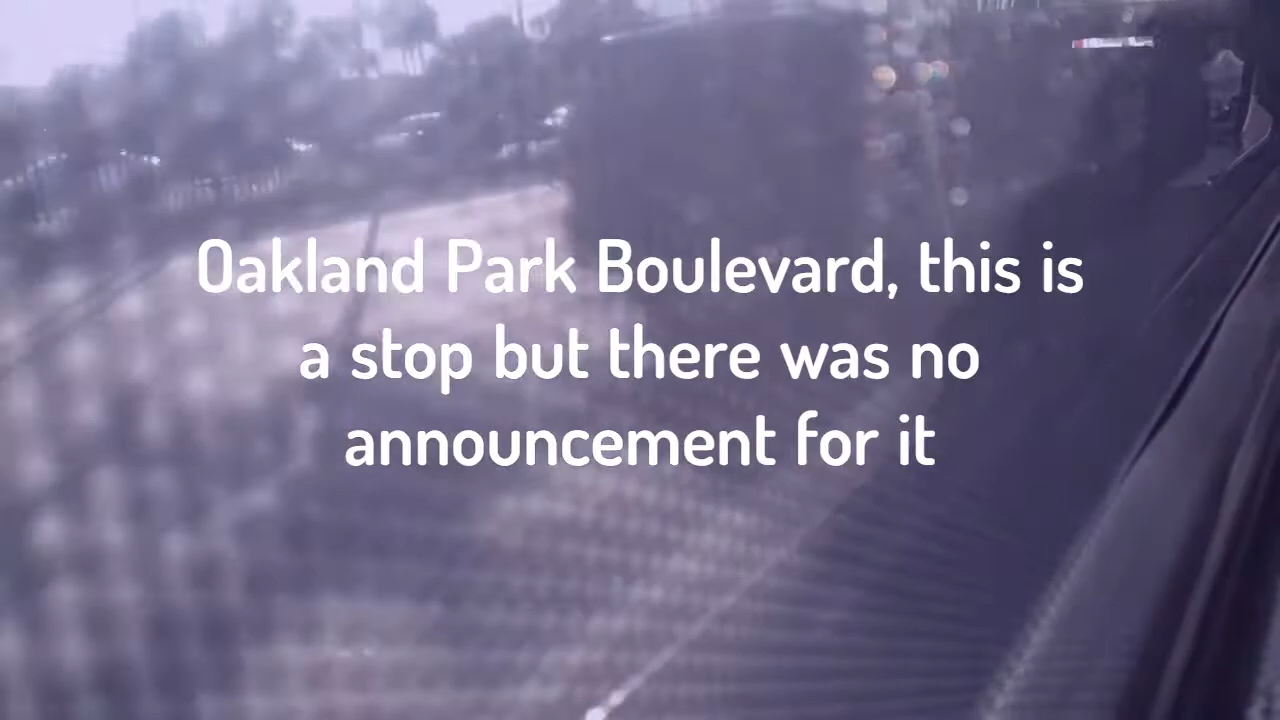 Oakland Park Boulevard, this is
a stop but there was no
announcement for it